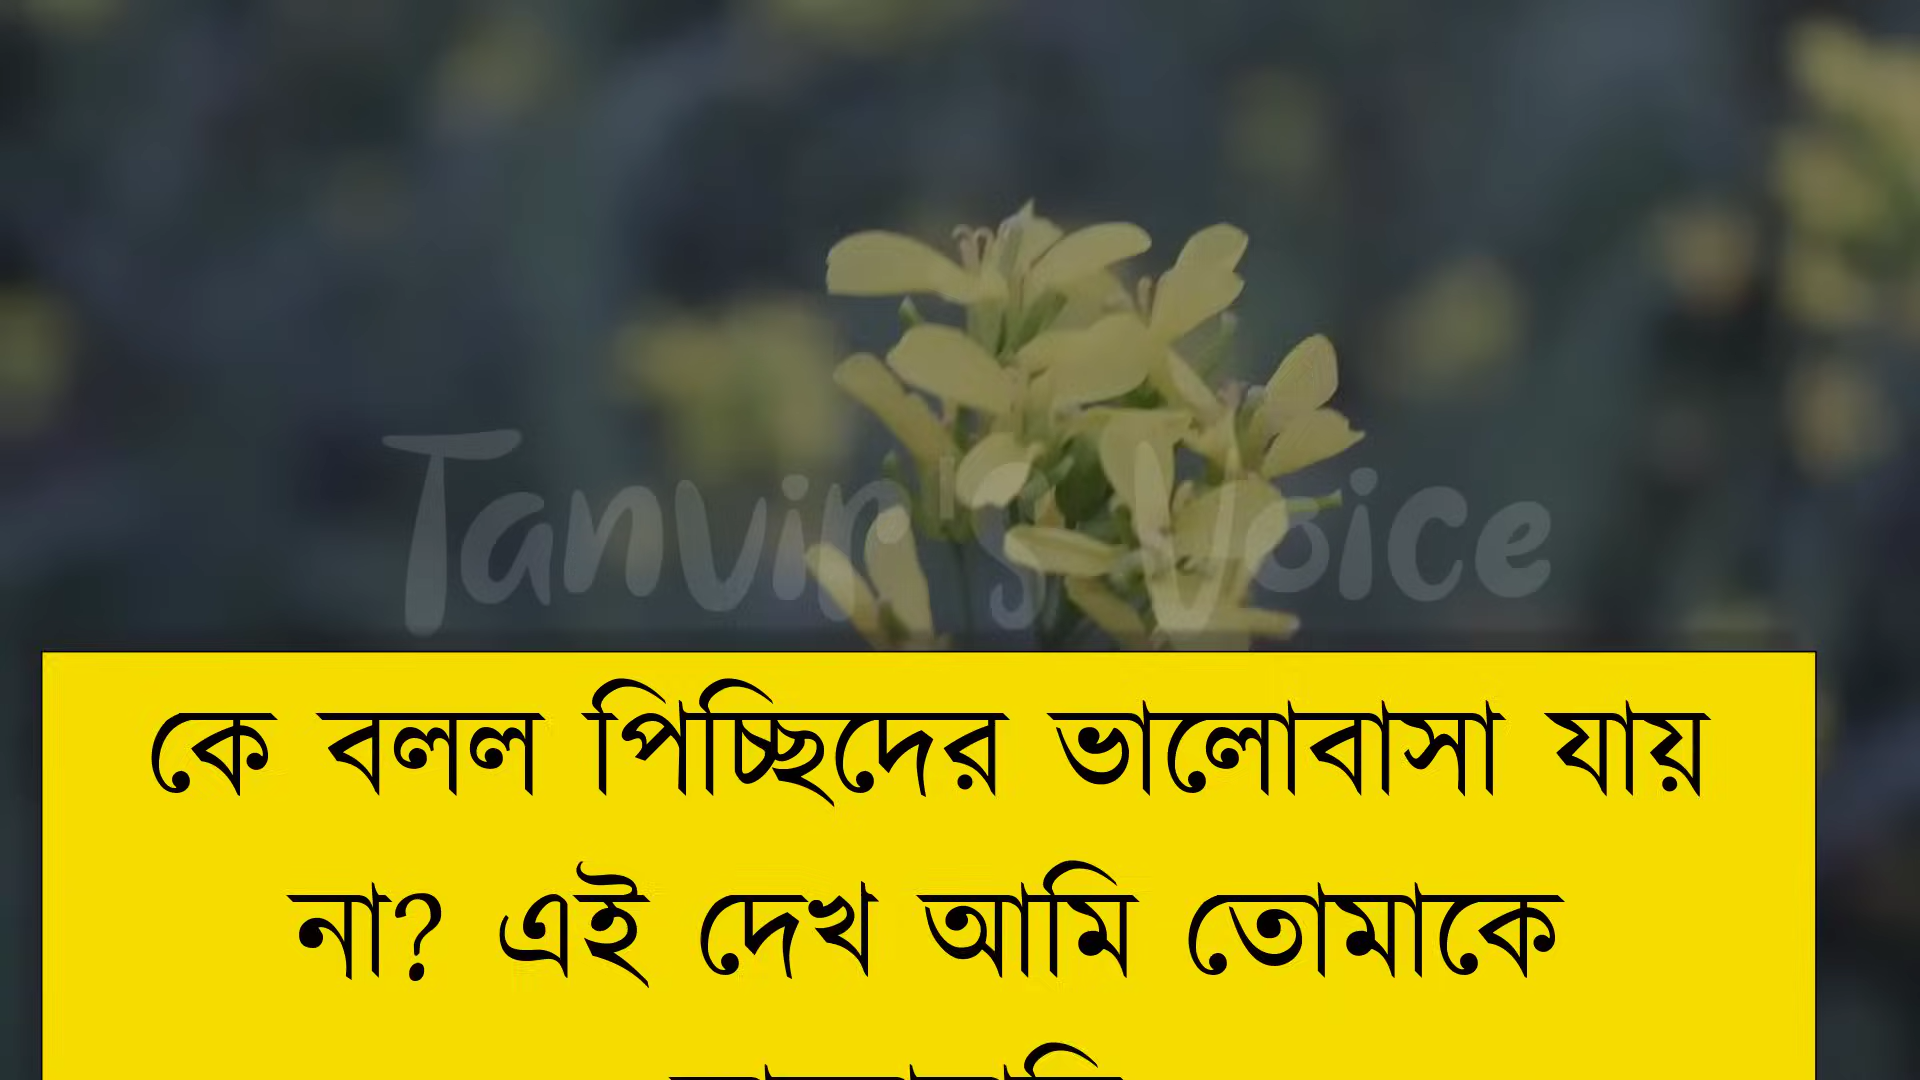 Tanvir's Voice
কে বলল পিচ্চিদের ভালোবাসা যায়
না? এই দেখ আমি তোমাকে